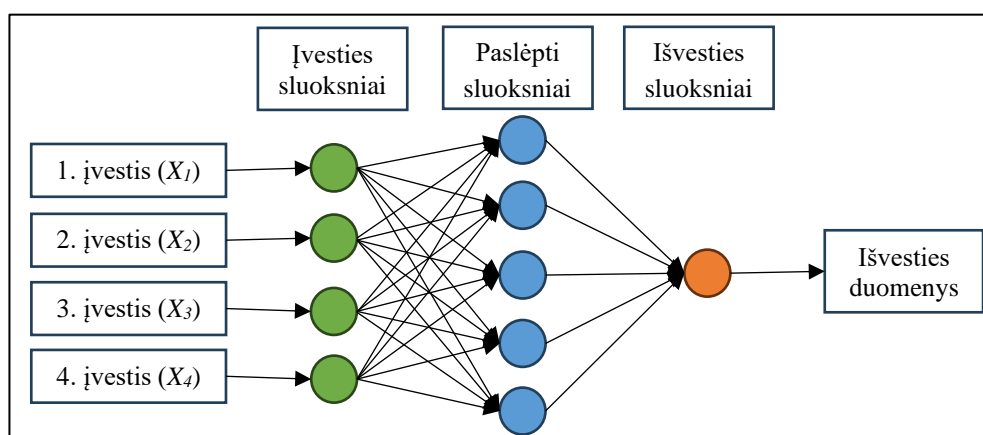 Įvesties
sluoksniai
Paslėpti
sluoksniai
Išvesties
sluoksniai
1. įvestis (X1)
2. įvestis (X2)
3. įvestis (X3)
4. įvestis (X4)
Išvesties
duomenys